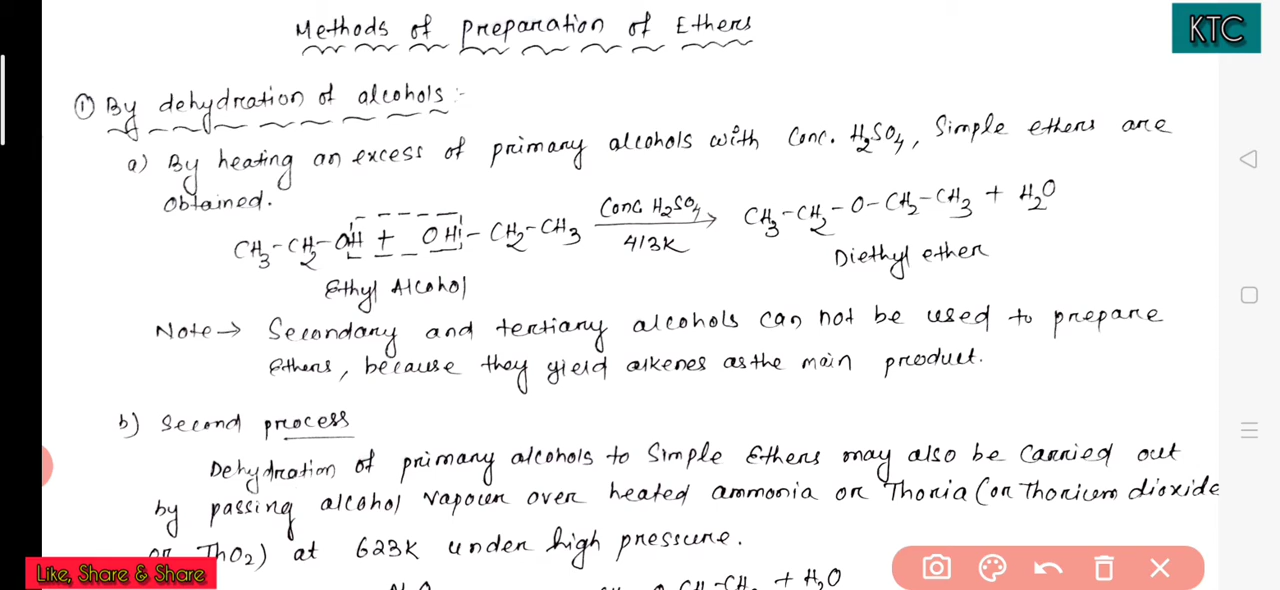 Methods of Preparation of Ethers
KTC
① By dehydration of alcohols :-
a) By heating an excess of primary alcohols with Conc. H2SO4, Simple ethers are
Obtained.
CH3-CH2-OH + OH-CH2-CH3 Conc H2SO4 413K → CH3-CH2-O-CH2-CH3 + H2O
Ethyl Alcohol Diethyl ether
Note → Secondary and tertiary alcohols can not be used to prepare
Ethers, because they yield alkenes as the main product.
b) Second process
Dehydration of primary alcohols to Simple Ethers may also be carried out
by passing alcohol vapour over heated ammonia or Thoria (or Thorium dioxide
or ThO2) at 623K under high pressure.
Like, Share & Share
+ H2O